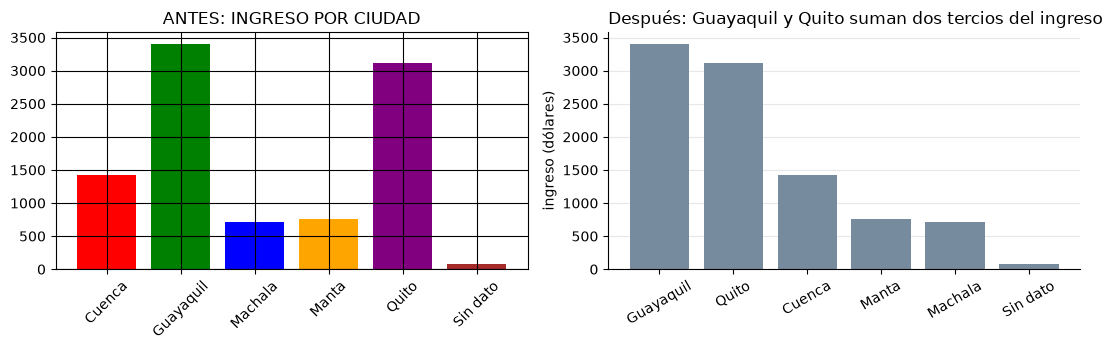 ANTES: INGRESO POR CIUDAD
3500
3000
2500
2000
1500
1000
500
0
Cuenca
Guayaquil
Machala
Manta
Quito
Sin dato
Después: Guayaquil y Quito suman dos tercios del ingreso
ingreso (dólares)
3500
3000
2500
2000
1500
1000
500
0
Guayaquil
Quito
Cuenca
Manta
Machala
Sin dato